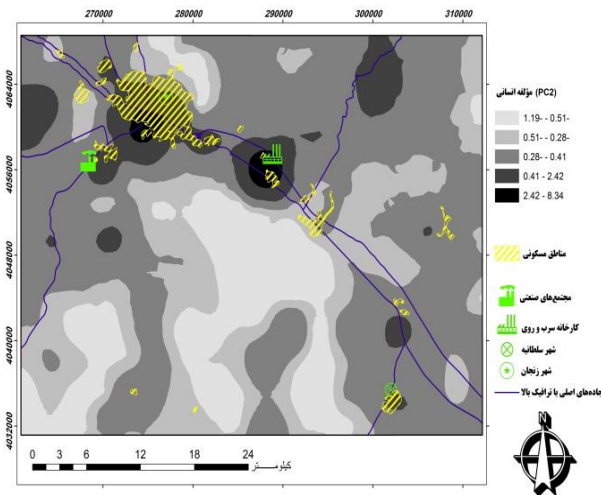 270000 280000 290000 300000 310000
4064000
4056000
4048000
4040000
4032000
مؤلفه انسانی (PC2)
1.19- - 0.51-
0.51- - 0.28-
0.28- - 0.41
0.41 - 2.42
2.42 - 8.34
مناطق مسکونی
مجتمع‌های صنعتی
کارخانه سرب و روی
شهر سلطانیه
شهر زنجان
جاده‌های اصلی با ترافیک بالا
N
0 3 6 12 18 24
کیلومتر